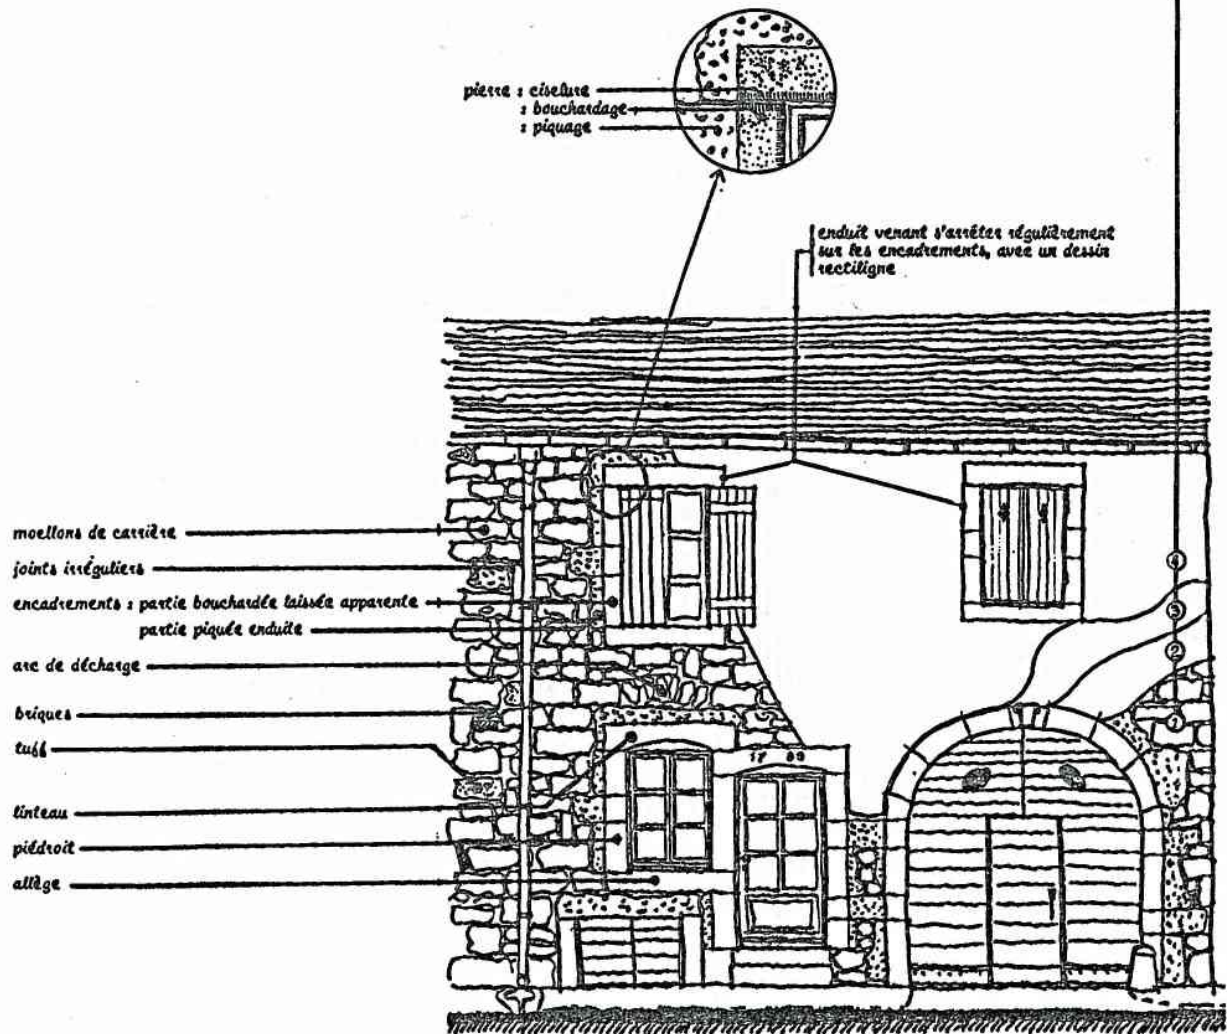 pierre : ciselure
: bouchardage
: piquage
enduit venant s'arrêter régulièrement
sur les encadrements, avec un dessin
rectiligne
moellons de carrière
joints irréguliers
encadrements : partie bouchardée laissée apparente
partie piquée enduite
arc de décharge
briques
tuff
linteau
piédroit
allège
4
3
2
1
17 89